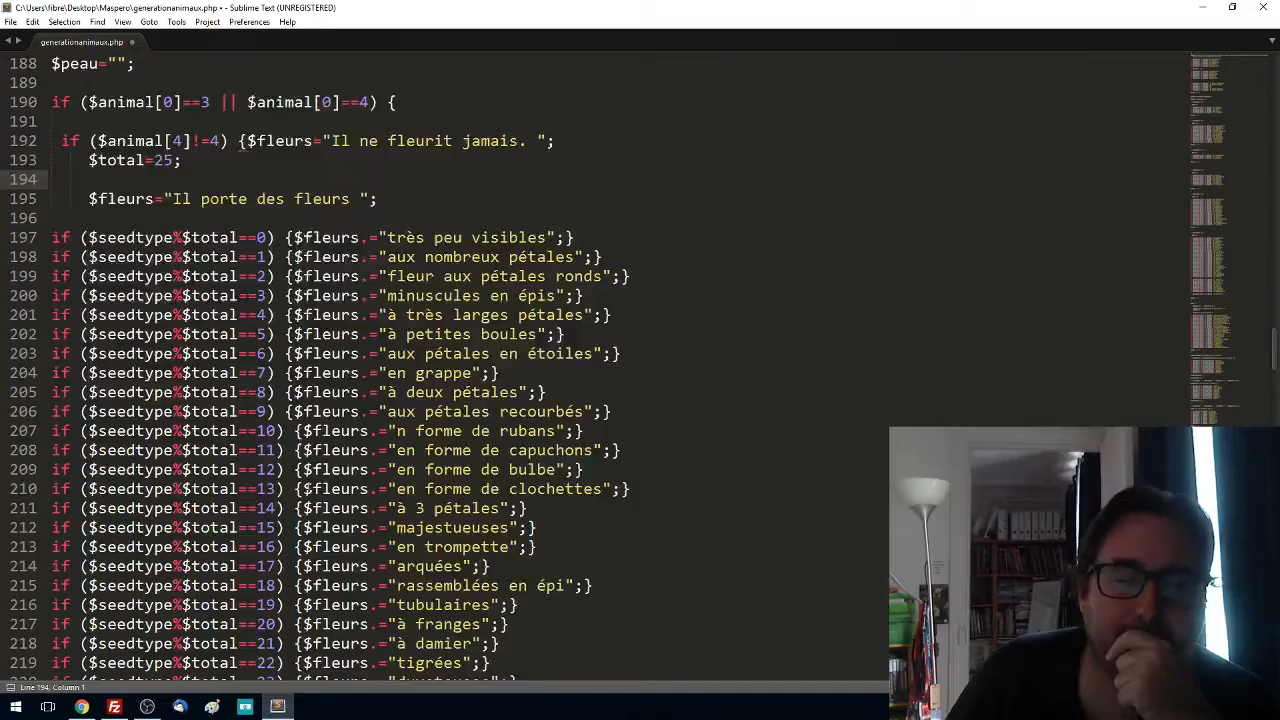 C:\Users\fibre\Desktop\Maspero\generationanimaux.php • - Sublime Text (UNREGISTERED)
File Edit Selection Find View Goto Tools Project Preferences Help
generationanimaux.php
188 $peau="";
189
190 if ($animal[0]==3 || $animal[0]==4) {
191
192 if ($animal[4]!=4) {$fleurs="Il ne fleurit jamais. ";
193 $total=25;
194
195 $fleurs="Il porte des fleurs ";
196
197 if ($seedtype%$total==0) {$fleurs.="très peu visibles";}
198 if ($seedtype%$total==1) {$fleurs.="aux nombreux pétales";}
199 if ($seedtype%$total==2) {$fleurs.="fleur aux pétales ronds";}
200 if ($seedtype%$total==3) {$fleurs.="minuscules en épis";}
201 if ($seedtype%$total==4) {$fleurs.="à très larges pétales";}
202 if ($seedtype%$total==5) {$fleurs.="à petites boules";}
203 if ($seedtype%$total==6) {$fleurs.="aux pétales en étoiles";}
204 if ($seedtype%$total==7) {$fleurs.="en grappe";}
205 if ($seedtype%$total==8) {$fleurs.="à deux pétales";}
206 if ($seedtype%$total==9) {$fleurs.="aux pétales recourbés";}
207 if ($seedtype%$total==10) {$fleurs.="n forme de rubans";}
208 if ($seedtype%$total==11) {$fleurs.="en forme de capuchons";}
209 if ($seedtype%$total==12) {$fleurs.="en forme de bulbe";}
210 if ($seedtype%$total==13) {$fleurs.="en forme de clochettes";}
211 if ($seedtype%$total==14) {$fleurs.="à 3 pétales";}
212 if ($seedtype%$total==15) {$fleurs.="majestueuses";}
213 if ($seedtype%$total==16) {$fleurs.="en trompette";}
214 if ($seedtype%$total==17) {$fleurs.="arquées";}
215 if ($seedtype%$total==18) {$fleurs.="rassemblées en épi";}
216 if ($seedtype%$total==19) {$fleurs.="tubulaires";}
217 if ($seedtype%$total==20) {$fleurs.="à franges";}
218 if ($seedtype%$total==21) {$fleurs.="à damier";}
219 if ($seedtype%$total==22) {$fleurs.="tigrées";}
Line 194, Column 1